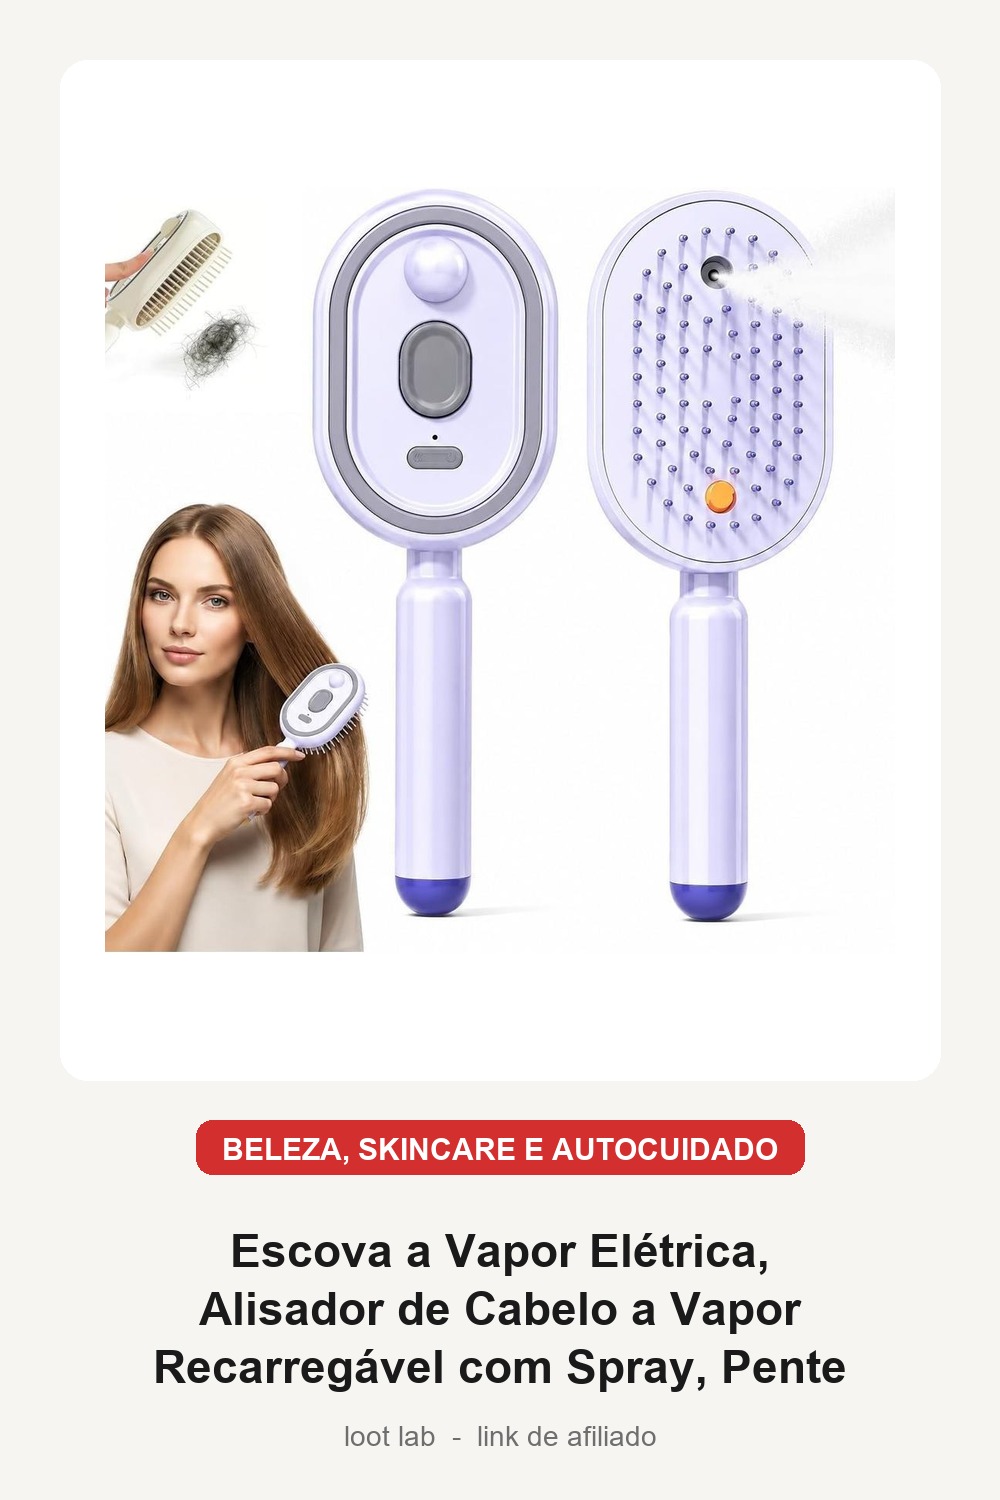 BELEZA, SKINCARE E AUTOCUIDADO
Escova a Vapor Elétrica,
Alisador de Cabelo a Vapor
Recarregável com Spray, Pente
loot lab - link de afiliado